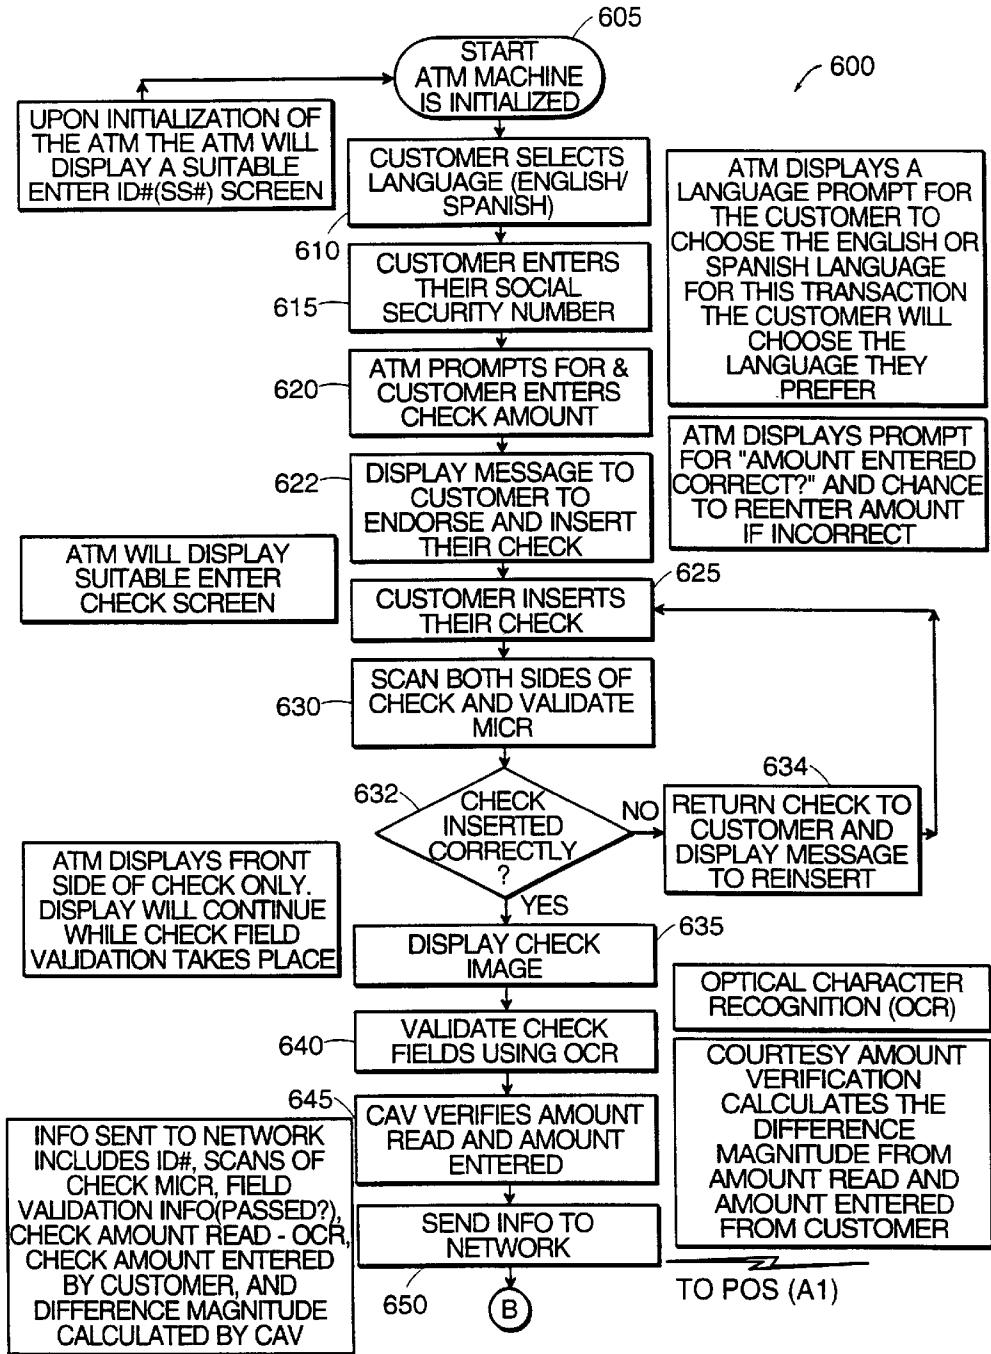 605
START
ATM MACHINE
IS INITIALIZED
600
UPON INITIALIZATION OF
THE ATM THE ATM WILL
DISPLAY A SUITABLE
ENTER ID#(SS#) SCREEN
CUSTOMER SELECTS
LANGUAGE (ENGLISH/
SPANISH)
610
ATM DISPLAYS A
LANGUAGE PROMPT FOR
THE CUSTOMER TO
CHOOSE THE ENGLISH OR
SPANISH LANGUAGE
FOR THIS TRANSACTION
THE CUSTOMER WILL
CHOOSE THE
LANGUAGE THEY
PREFER
CUSTOMER ENTERS
THEIR SOCIAL
SECURITY NUMBER
615
ATM PROMPTS FOR &
CUSTOMER ENTERS
CHECK AMOUNT
620
ATM DISPLAYS PROMPT
FOR "AMOUNT ENTERED
CORRECT?" AND CHANCE
TO REENTER AMOUNT
IF INCORRECT
622
DISPLAY MESSAGE TO
CUSTOMER TO
ENDORSE AND INSERT
THEIR CHECK
ATM WILL DISPLAY
SUITABLE ENTER
CHECK SCREEN
625
CUSTOMER INSERTS
THEIR CHECK
SCAN BOTH SIDES OF
CHECK AND VALIDATE
MICR
630
632
CHECK
INSERTED
CORRECTLY
?
NO
634
RETURN CHECK TO
CUSTOMER AND
DISPLAY MESSAGE
TO REINSERT
YES
ATM DISPLAYS FRONT
SIDE OF CHECK ONLY.
DISPLAY WILL CONTINUE
WHILE CHECK FIELD
VALIDATION TAKES PLACE
635
DISPLAY CHECK
IMAGE
OPTICAL CHARACTER
RECOGNITION (OCR)
VALIDATE CHECK
FIELDS USING OCR
640
645
CAV VERIFIES AMOUNT
READ AND AMOUNT
ENTERED
COURTESY AMOUNT
VERIFICATION
CALCULATES THE
DIFFERENCE
MAGNITUDE FROM
AMOUNT READ AND
AMOUNT ENTERED
FROM CUSTOMER
INFO SENT TO NETWORK
INCLUDES ID#, SCANS OF
CHECK MICR, FIELD
VALIDATION INFO(PASSED?),
CHECK AMOUNT READ - OCR,
CHECK AMOUNT ENTERED
BY CUSTOMER, AND
DIFFERENCE MAGNITUDE
CALCULATED BY CAV
SEND INFO TO
NETWORK
650
TO POS (A1)
B